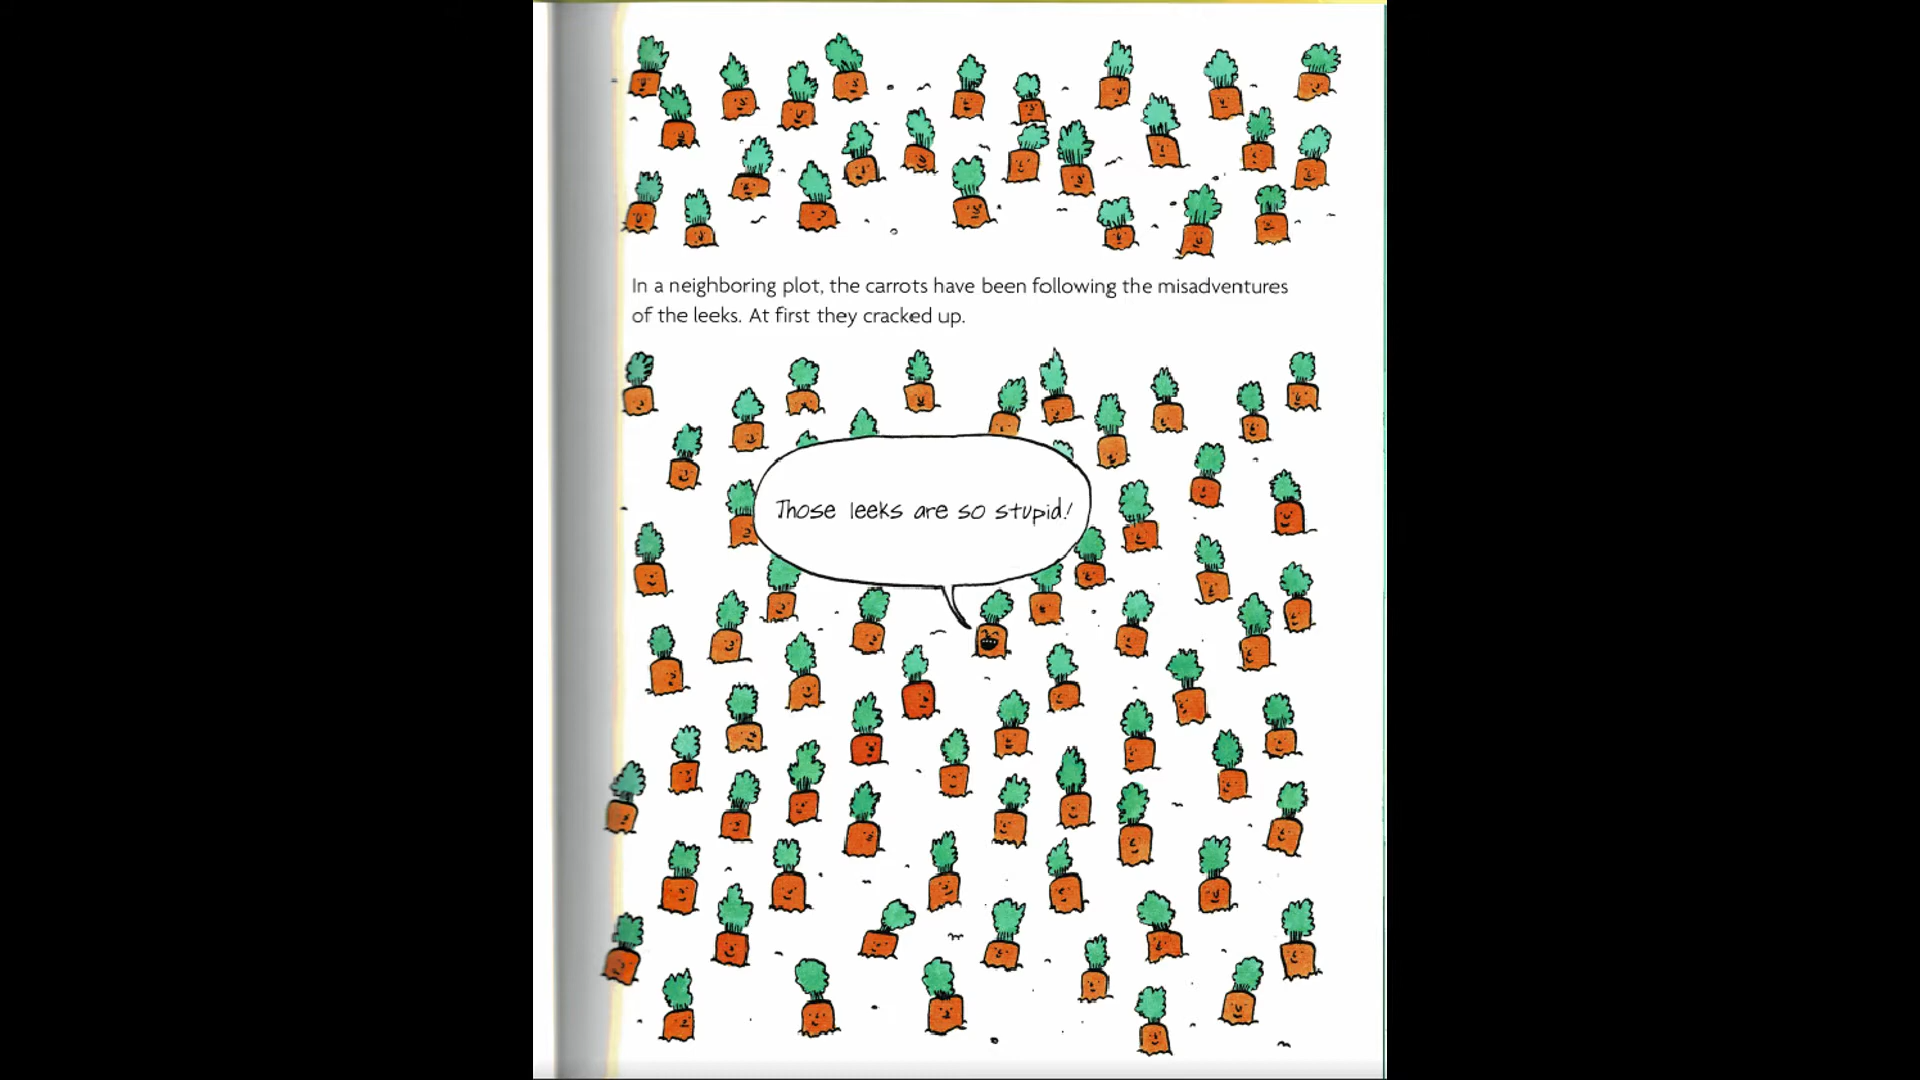 In a neighboring plot, the carrots have been following the misadventures
of the leeks. At first they cracked up.
Those leeks are so stupid!